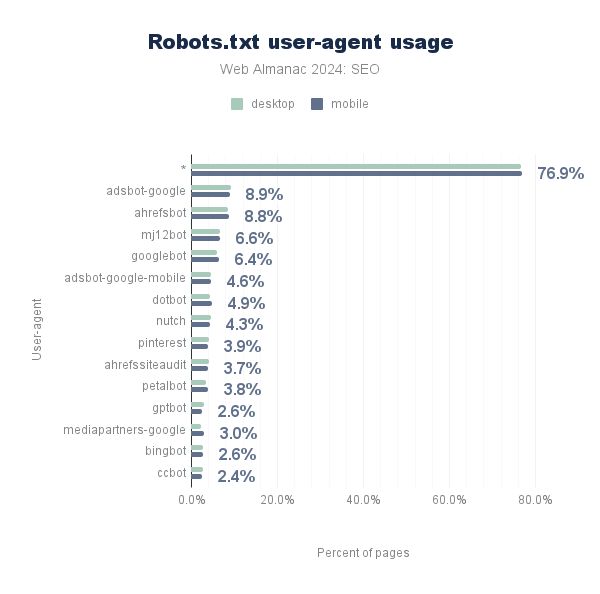 Robots.txt user-agent usage
Web Almanac 2024: SEO
desktop mobile
* 76.9%
adsbot-google 8.9%
ahrefsbot 8.8%
mj12bot 6.6%
googlebot 6.4%
adsbot-google-mobile 4.6%
dotbot 4.9%
nutch 4.3%
pinterest 3.9%
ahrefssiteaudit 3.7%
petalbot 3.8%
gptbot 2.6%
mediapartners-google 3.0%
bingbot 2.6%
ccbot 2.4%
User-agent
0.0% 20.0% 40.0% 60.0% 80.0%
Percent of pages